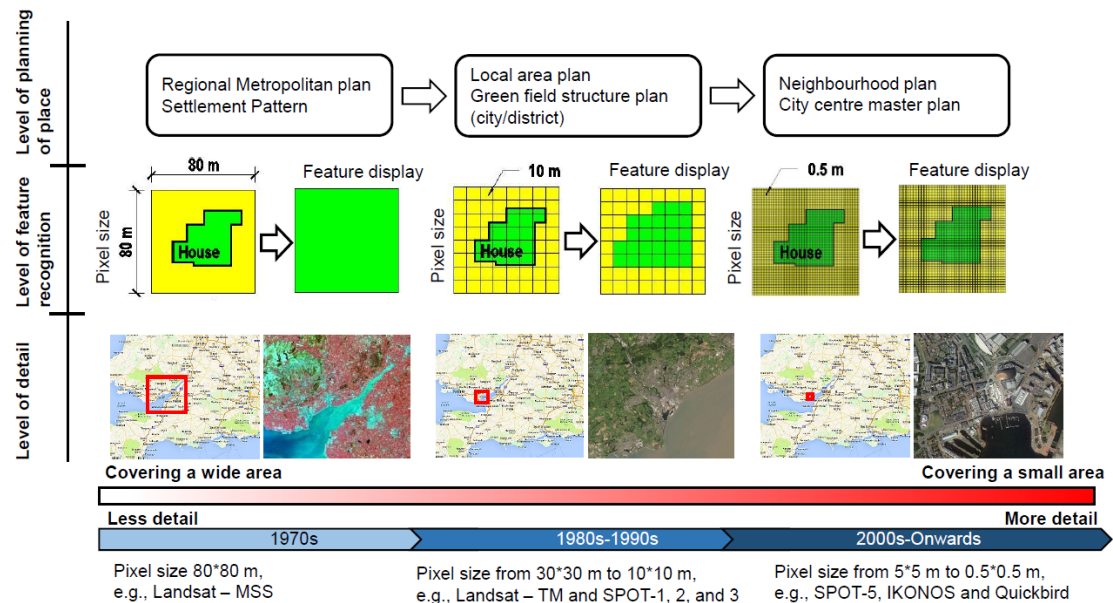 Level of planning
of place
Regional Metropolitan plan
Settlement Pattern
Local area plan
Green field structure plan
(city/district)
Neighbourhood plan
City centre master plan
Level of feature
recognition
80 m
Pixel size
80 m
House
Feature display
10 m
Pixel size
House
Feature display
0.5 m
Pixel size
House
Feature display
Level of detail
Covering a wide area
Covering a small area
Less detail
More detail
1970s
1980s-1990s
2000s-Onwards
Pixel size 80*80 m,
e.g., Landsat – MSS
Pixel size from 30*30 m to 10*10 m,
e.g., Landsat – TM and SPOT-1, 2, and 3
Pixel size from 5*5 m to 0.5*0.5 m,
e.g., SPOT-5, IKONOS and Quickbird